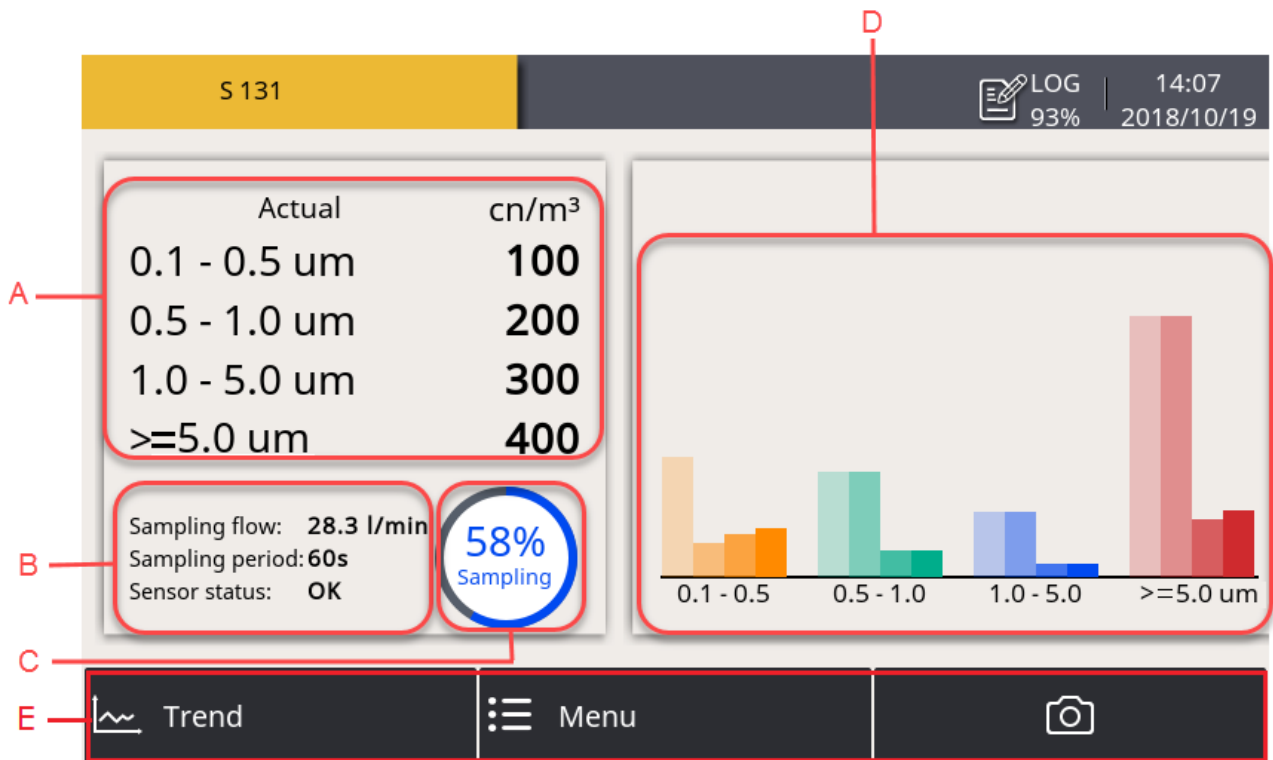 D
S 131
LOG
93%
14:07
2018/10/19
A
Actual cn/m³
0.1 - 0.5 um 100
0.5 - 1.0 um 200
1.0 - 5.0 um 300
>=5.0 um 400
B
Sampling flow: 28.3 l/min
Sampling period: 60s
Sensor status: OK
C
58%
Sampling
0.1 - 0.5 0.5 - 1.0 1.0 - 5.0 >=5.0 um
E
Trend Menu